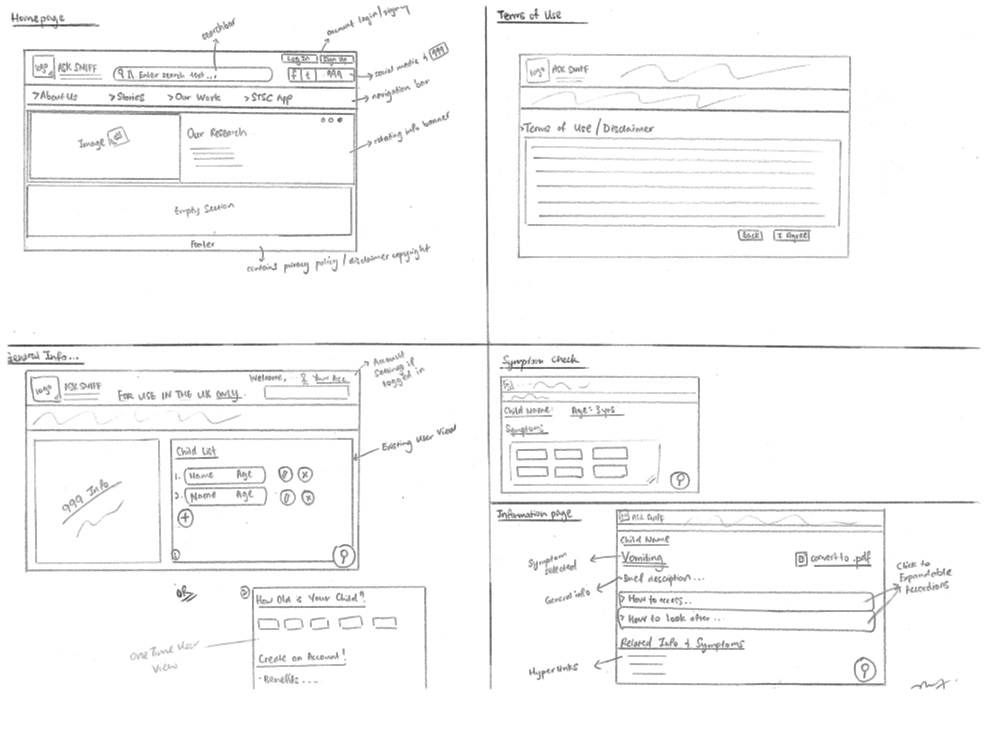 Homepage
searchbar
account login/signup
logo
ASK SNIFF
Enter search text...
Log In
Sign Up
f t 999
social media & 999
>About Us >Stories >Our Work >STSC App
navigation bar
Image
Our Research
rotating info banner
Empty Section
Footer
contains privacy policy / disclaimer copyright
Terms of Use
logo
ASK SNIFF
>Terms of Use/Disclaimer
Back
I Agree
General Info...
Account
setting if
logged in
logo
ASK SNIFF
FOR USE IN THE UK ONLY.
Welcome, Your Acc
999 Info
Child List
1. Name Age
2. Name Age
+
Existing User View
OR
How Old is Your Child?
Create an Account!
-Benefits....
One Time User
View
Symptom Check
Child Name: Age: 3yrs
Symptoms
?
Information page
ASK SNIFF
Child Name
Vomiting
convert to .pdf
Symptom
selected
Brief description...
General info
> How to assess..
> How to look after...
Click to
Expandable
Accordions
Related Info & Symptoms
Hyperlinks
?